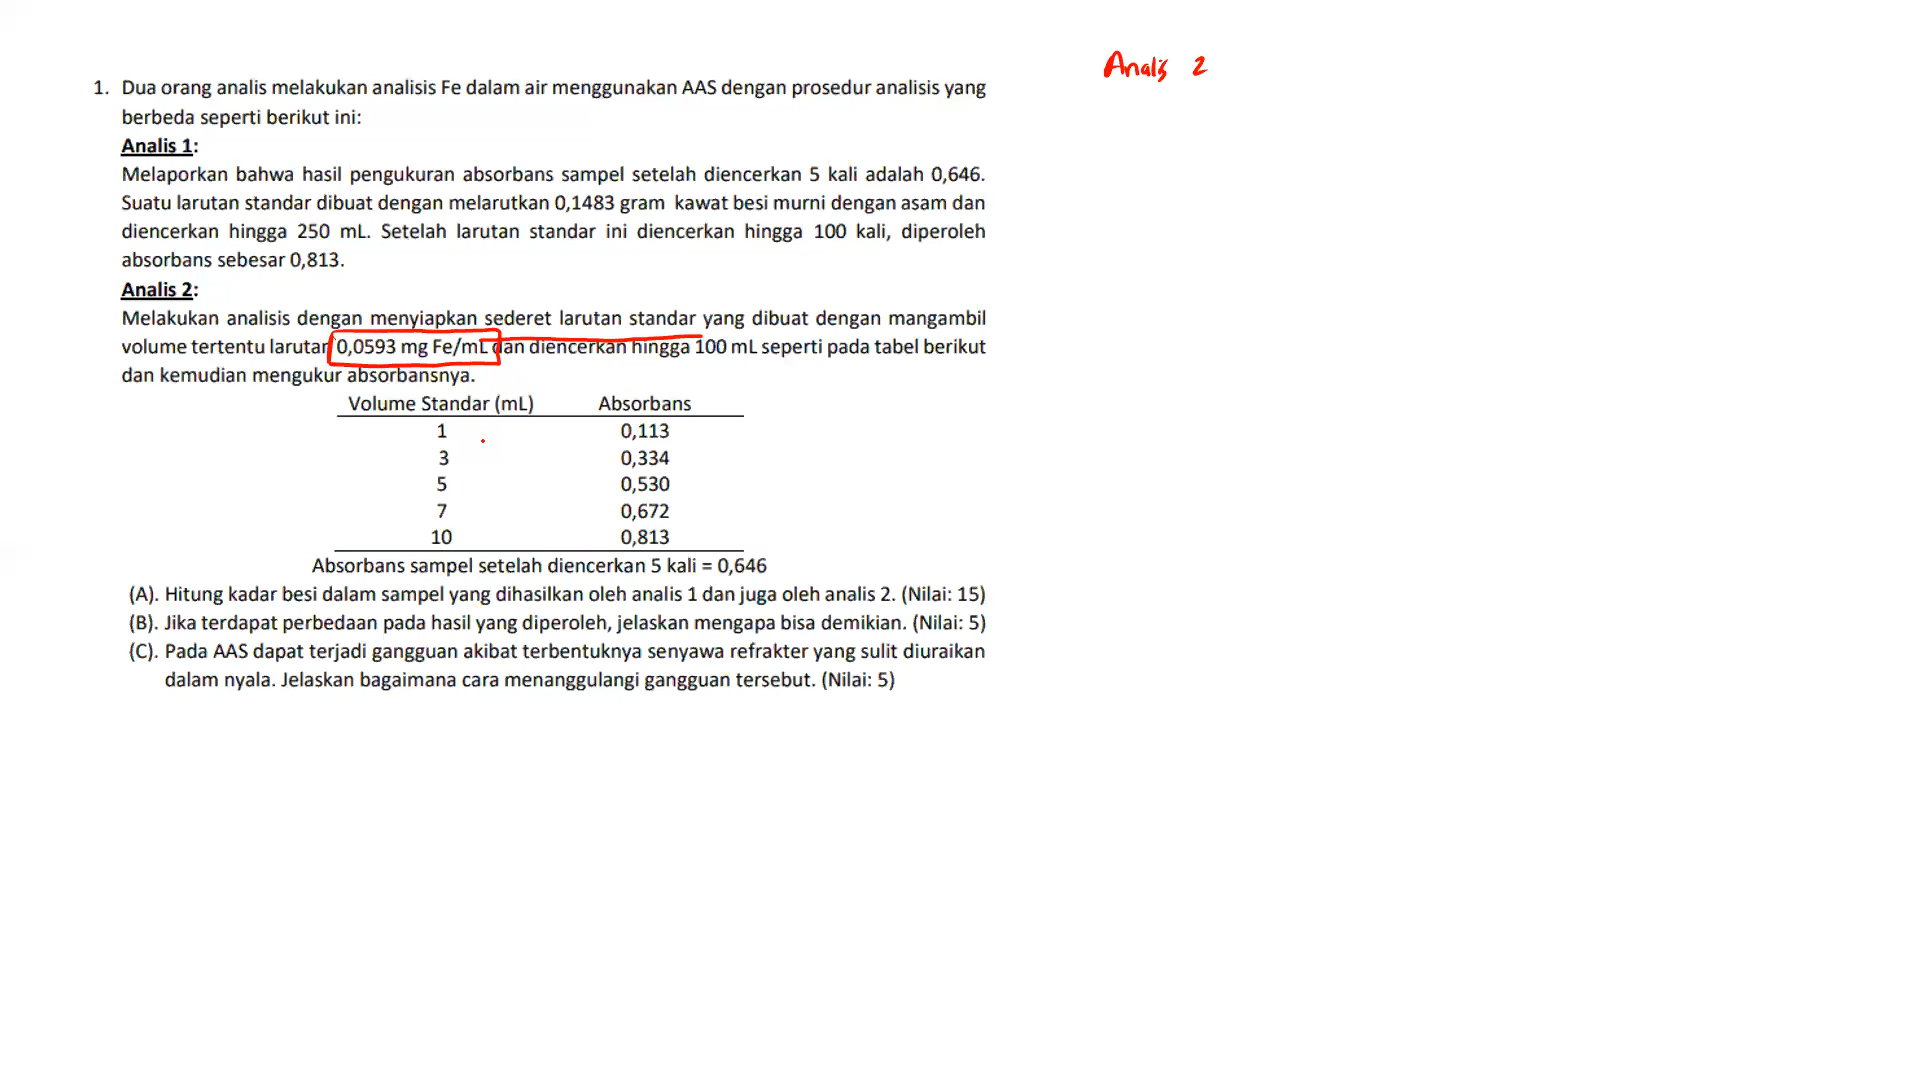 Analis 2
1. Dua orang analis melakukan analisis Fe dalam air menggunakan AAS dengan prosedur analisis yang
berbeda seperti berikut ini:
Analis 1:
Melaporkan bahwa hasil pengukuran absorbans sampel setelah diencerkan 5 kali adalah 0,646.
Suatu larutan standar dibuat dengan melarutkan 0,1483 gram kawat besi murni dengan asam dan
diencerkan hingga 250 mL. Setelah larutan standar ini diencerkan hingga 100 kali, diperoleh
absorbans sebesar 0,813.
Analis 2:
Melakukan analisis dengan menyiapkan sederet larutan standar yang dibuat dengan mangambil
volume tertentu larutan 0,0593 mg Fe/mL dan diencerkan hingga 100 mL seperti pada tabel berikut
dan kemudian mengukur absorbansnya.
Volume Standar (mL) Absorbans
1 0,113
3 0,334
5 0,530
7 0,672
10 0,813
Absorbans sampel setelah diencerkan 5 kali = 0,646
(A). Hitung kadar besi dalam sampel yang dihasilkan oleh analis 1 dan juga oleh analis 2. (Nilai: 15)
(B). Jika terdapat perbedaan pada hasil yang diperoleh, jelaskan mengapa bisa demikian. (Nilai: 5)
(C). Pada AAS dapat terjadi gangguan akibat terbentuknya senyawa refrakter yang sulit diuraikan
dalam nyala. Jelaskan bagaimana cara menanggulangi gangguan tersebut. (Nilai: 5)